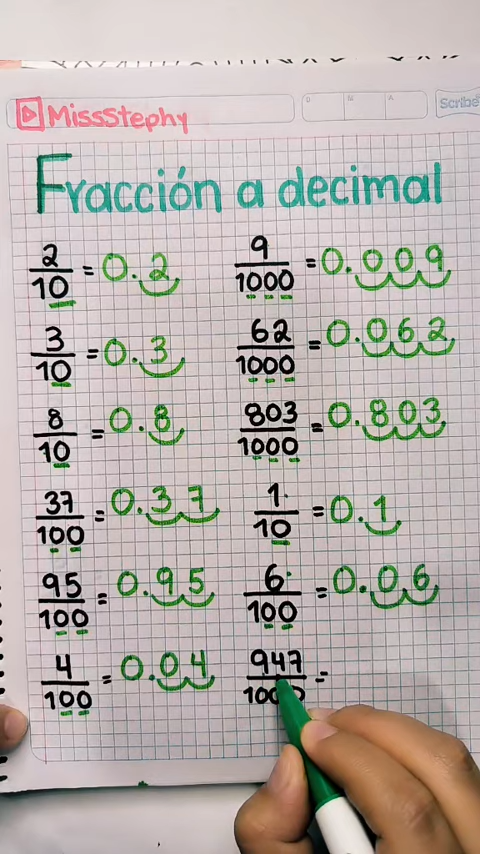 MissStephy
D M A
Scribe
Fracción a decimal
2/10 = 0.2
3/10 = 0.3
8/10 = 0.8
37/100 = 0.37
95/100 = 0.95
4/100 = 0.04
9/1000 = 0.009
62/1000 = 0.062
803/1000 = 0.803
1/10 = 0.1
6/100 = 0.06
947/1000 =